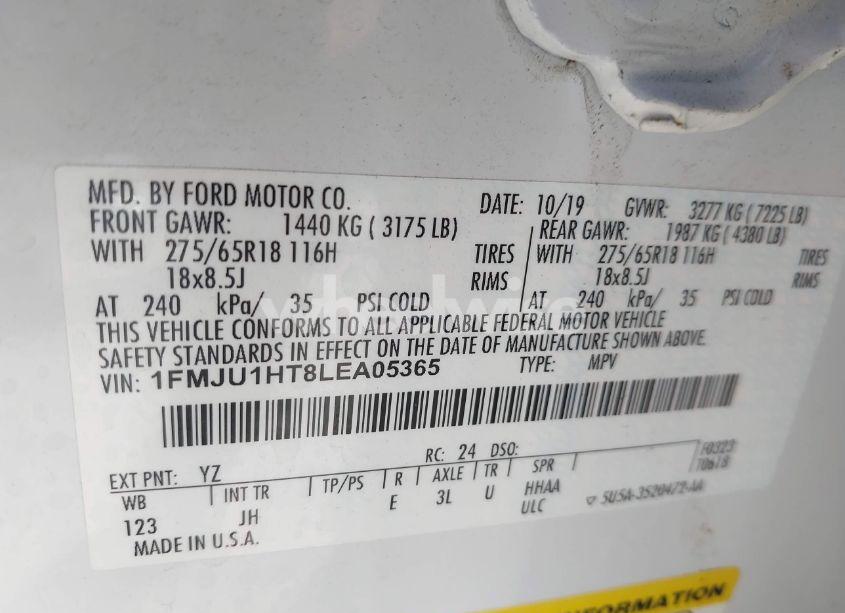 MFD. BY FORD MOTOR CO. DATE: 10/19 GVWR: 3277 KG ( 7225 LB)
FRONT GAWR: 1440 KG ( 3175 LB) REAR GAWR: 1987 KG ( 4380 LB)
WITH 275/65R18 116H TIRES WITH 275/65R18 116H TIRES
18x8.5J RIMS 18x8.5J RIMS
AT 240 kPa/ 35 PSI COLD AT 240 kPa/ 35 PSI COLD
THIS VEHICLE CONFORMS TO ALL APPLICABLE FEDERAL MOTOR VEHICLE
SAFETY STANDARDS IN EFFECT ON THE DATE OF MANUFACTURE SHOWN ABOVE.
VIN: 1FMJU1HT8LEA05365 TYPE: MPV
F0323
EXT PNT: YZ RC: 24 DSO: T0678
WB INT TR TP/PS R AXLE TR SPR
123 JH E 3L U HHAA
ULC
MADE IN U.S.A.
INFORMATION